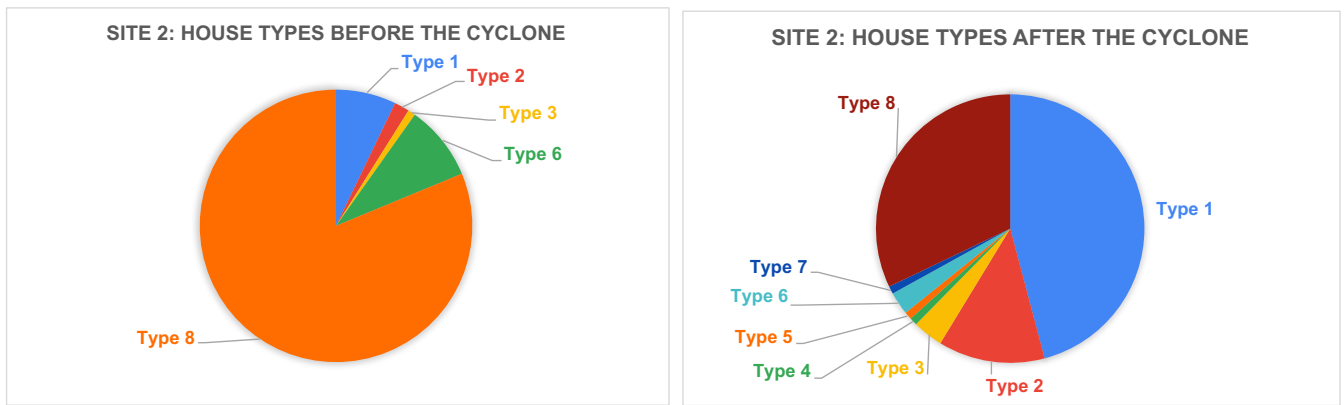 SITE 2: HOUSE TYPES BEFORE THE CYCLONE
Type 1
Type 2
Type 3
Type 6
Type 8
SITE 2: HOUSE TYPES AFTER THE CYCLONE
Type 8
Type 1
Type 7
Type 6
Type 5
Type 4
Type 3
Type 2